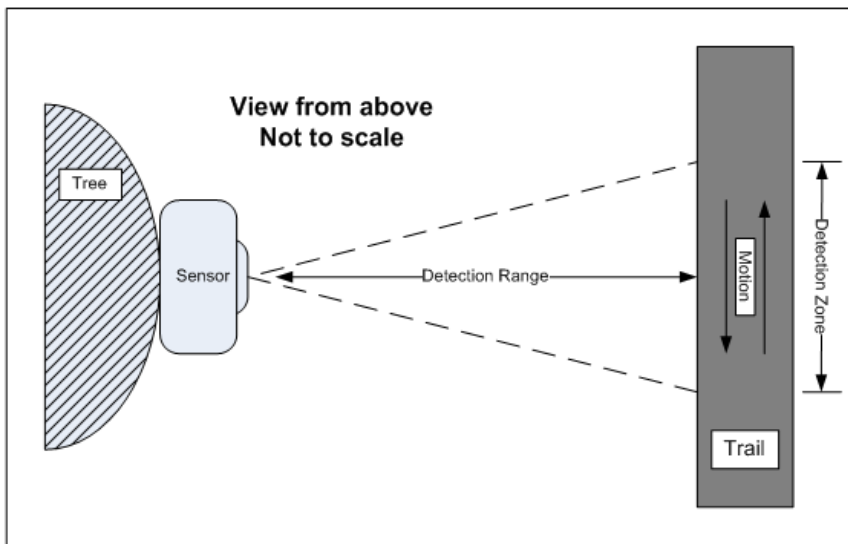 View from above
Not to scale
Tree
Sensor
Detection Range
Motion
Detection Zone
Trail